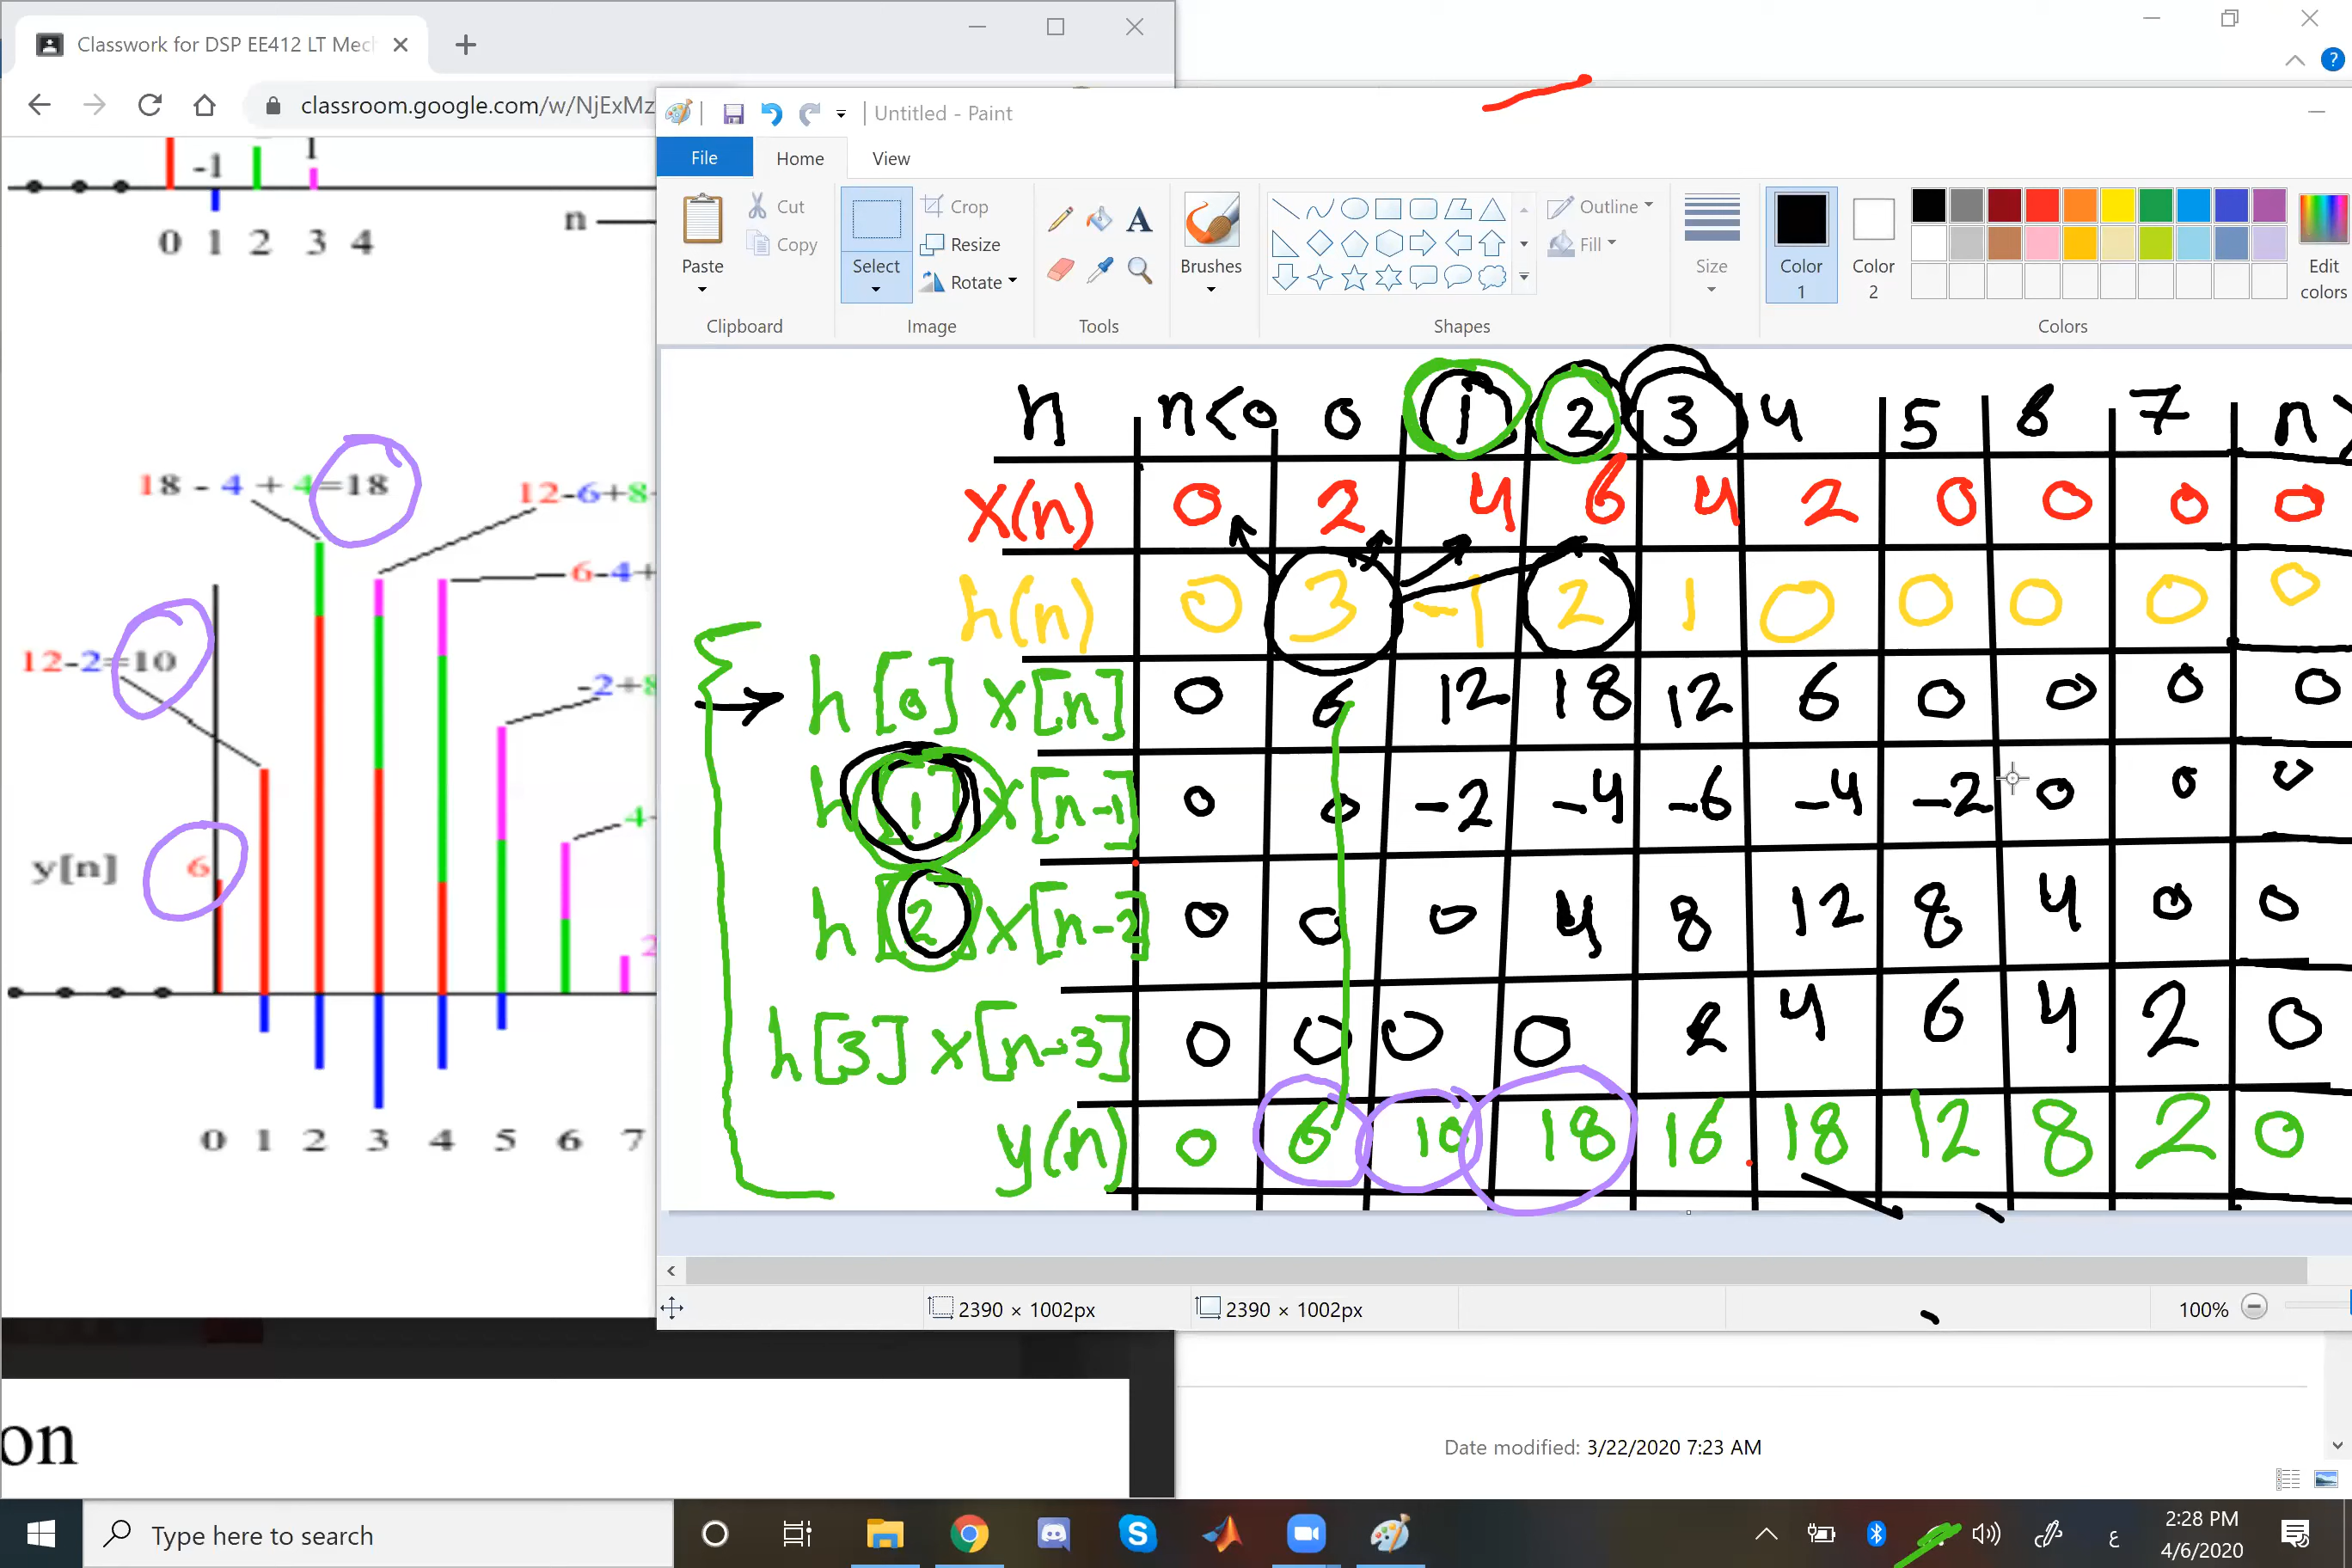 Classwork for DSP EE412 LT Mech
classroom.google.com/w/NjExMz
Untitled - Paint
File
Home
View
Paste
Cut
Copy
Clipboard
Select
Crop
Resize
Rotate
Image
Tools
Brushes
Shapes
Outline
Fill
Size
Color 1
Color 2
Edit colors
Colors
-1 1
0 1 2 3 4 n
18 - 4 + 4=18
12-6+8
6-4+
12-2=10
-2+8
4
y[n] 6
2
0 1 2 3 4 5 6 7
n n<0 0 1 2 3 4 5 6 7 n
x(n) 0 2 4 6 4 2 0 0 0 0
h(n) 0 3 -1 2 1 0 0 0 0 0
h[0] x[n] 0 6 12 18 12 6 0 0 0 0
h[1] x[n-1] 0 0 -2 -4 -6 -4 -2 0 0 0
h[2] x[n-2] 0 0 0 4 8 12 8 4 0 0
h[3] x[n-3] 0 0 0 0 2 4 6 4 2 0
y(n) 0 6 10 18 16 18 12 8 2 0
2390 × 1002px
2390 × 1002px
100%
on
Date modified: 3/22/2020 7:23 AM
Type here to search
ع
2:28 PM
4/6/2020